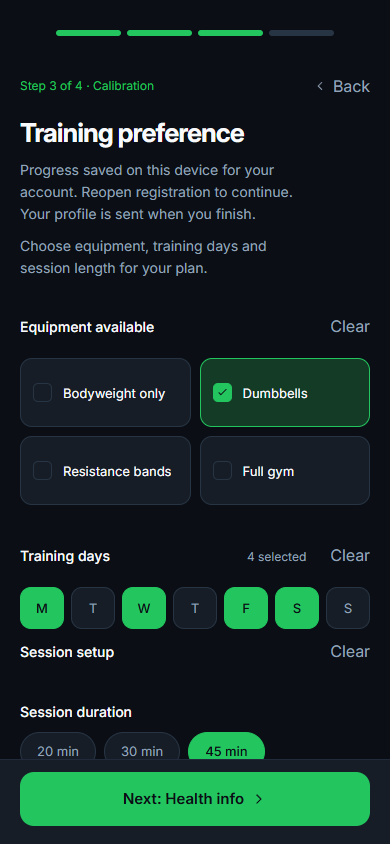 Step 3 of 4 · Calibration
Back
Training preference
Progress saved on this device for your
account. Reopen registration to continue.
Your profile is sent when you finish.
Choose equipment, training days and
session length for your plan.
Equipment available
Clear
Bodyweight only
Dumbbells
Resistance bands
Full gym
Training days
4 selected
Clear
M
T
W
T
F
S
S
Session setup
Clear
Session duration
20 min
30 min
45 min
Next: Health info